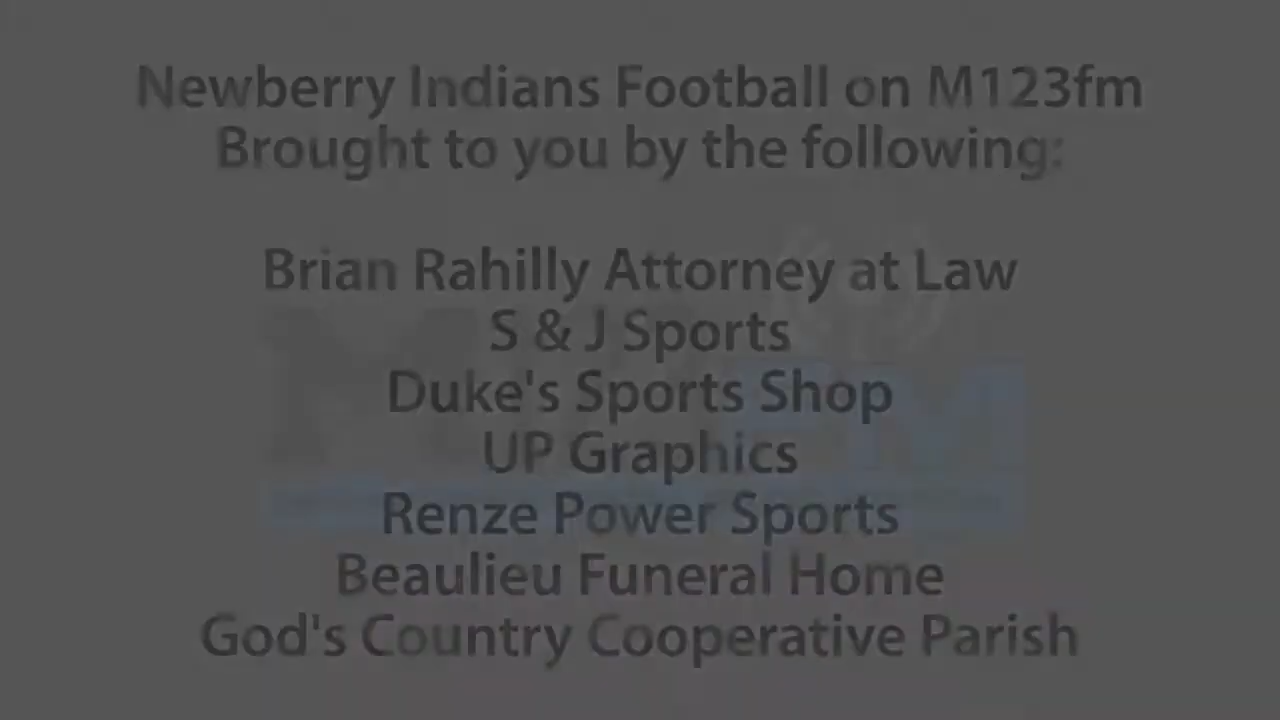 Newberry Indians Football on M123fm
Brought to you by the following:
Brian Rahilly Attorney at Law
S & J Sports
Duke's Sports Shop
UP Graphics
Renze Power Sports
Beaulieu Funeral Home
God's Country Cooperative Parish